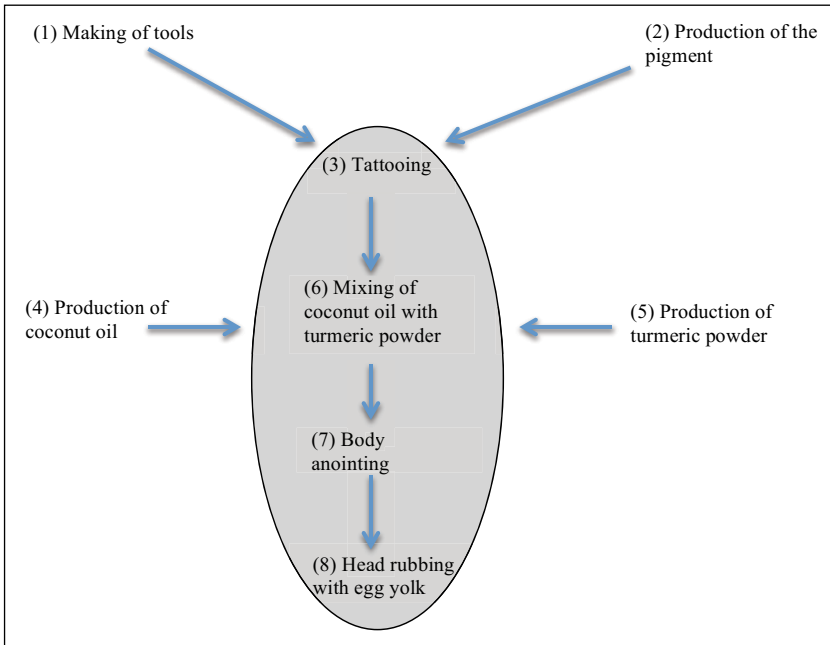 (1) Making of tools
(2) Production of the
pigment
(3) Tattooing
(4) Production of
coconut oil
(5) Production of
turmeric powder
(6) Mixing of
coconut oil with
turmeric powder
(7) Body
anointing
(8) Head rubbing
with egg yolk